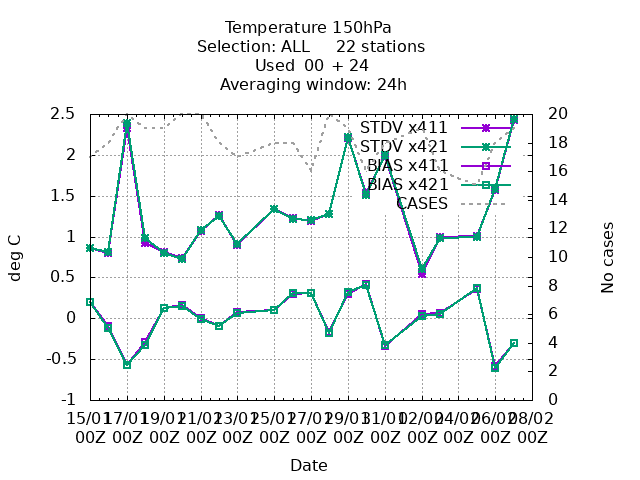 Temperature 150hPa
Selection: ALL     22 stations
Used  00  + 24
Averaging window: 24h
2.5
2
1.5
1
0.5
0
-0.5
-1
deg C
20
18
16
14
12
10
8
6
4
2
0
No cases
STDV x411
STDV x421
BIAS x411
BIAS x421
CASES
15/01 17/01 19/01 21/01 23/01 25/01 27/01 29/01 31/01 02/02 04/02 06/02 08/02
00Z 00Z 00Z 00Z 00Z 00Z 00Z 00Z 00Z 00Z 00Z 00Z 00Z
Date